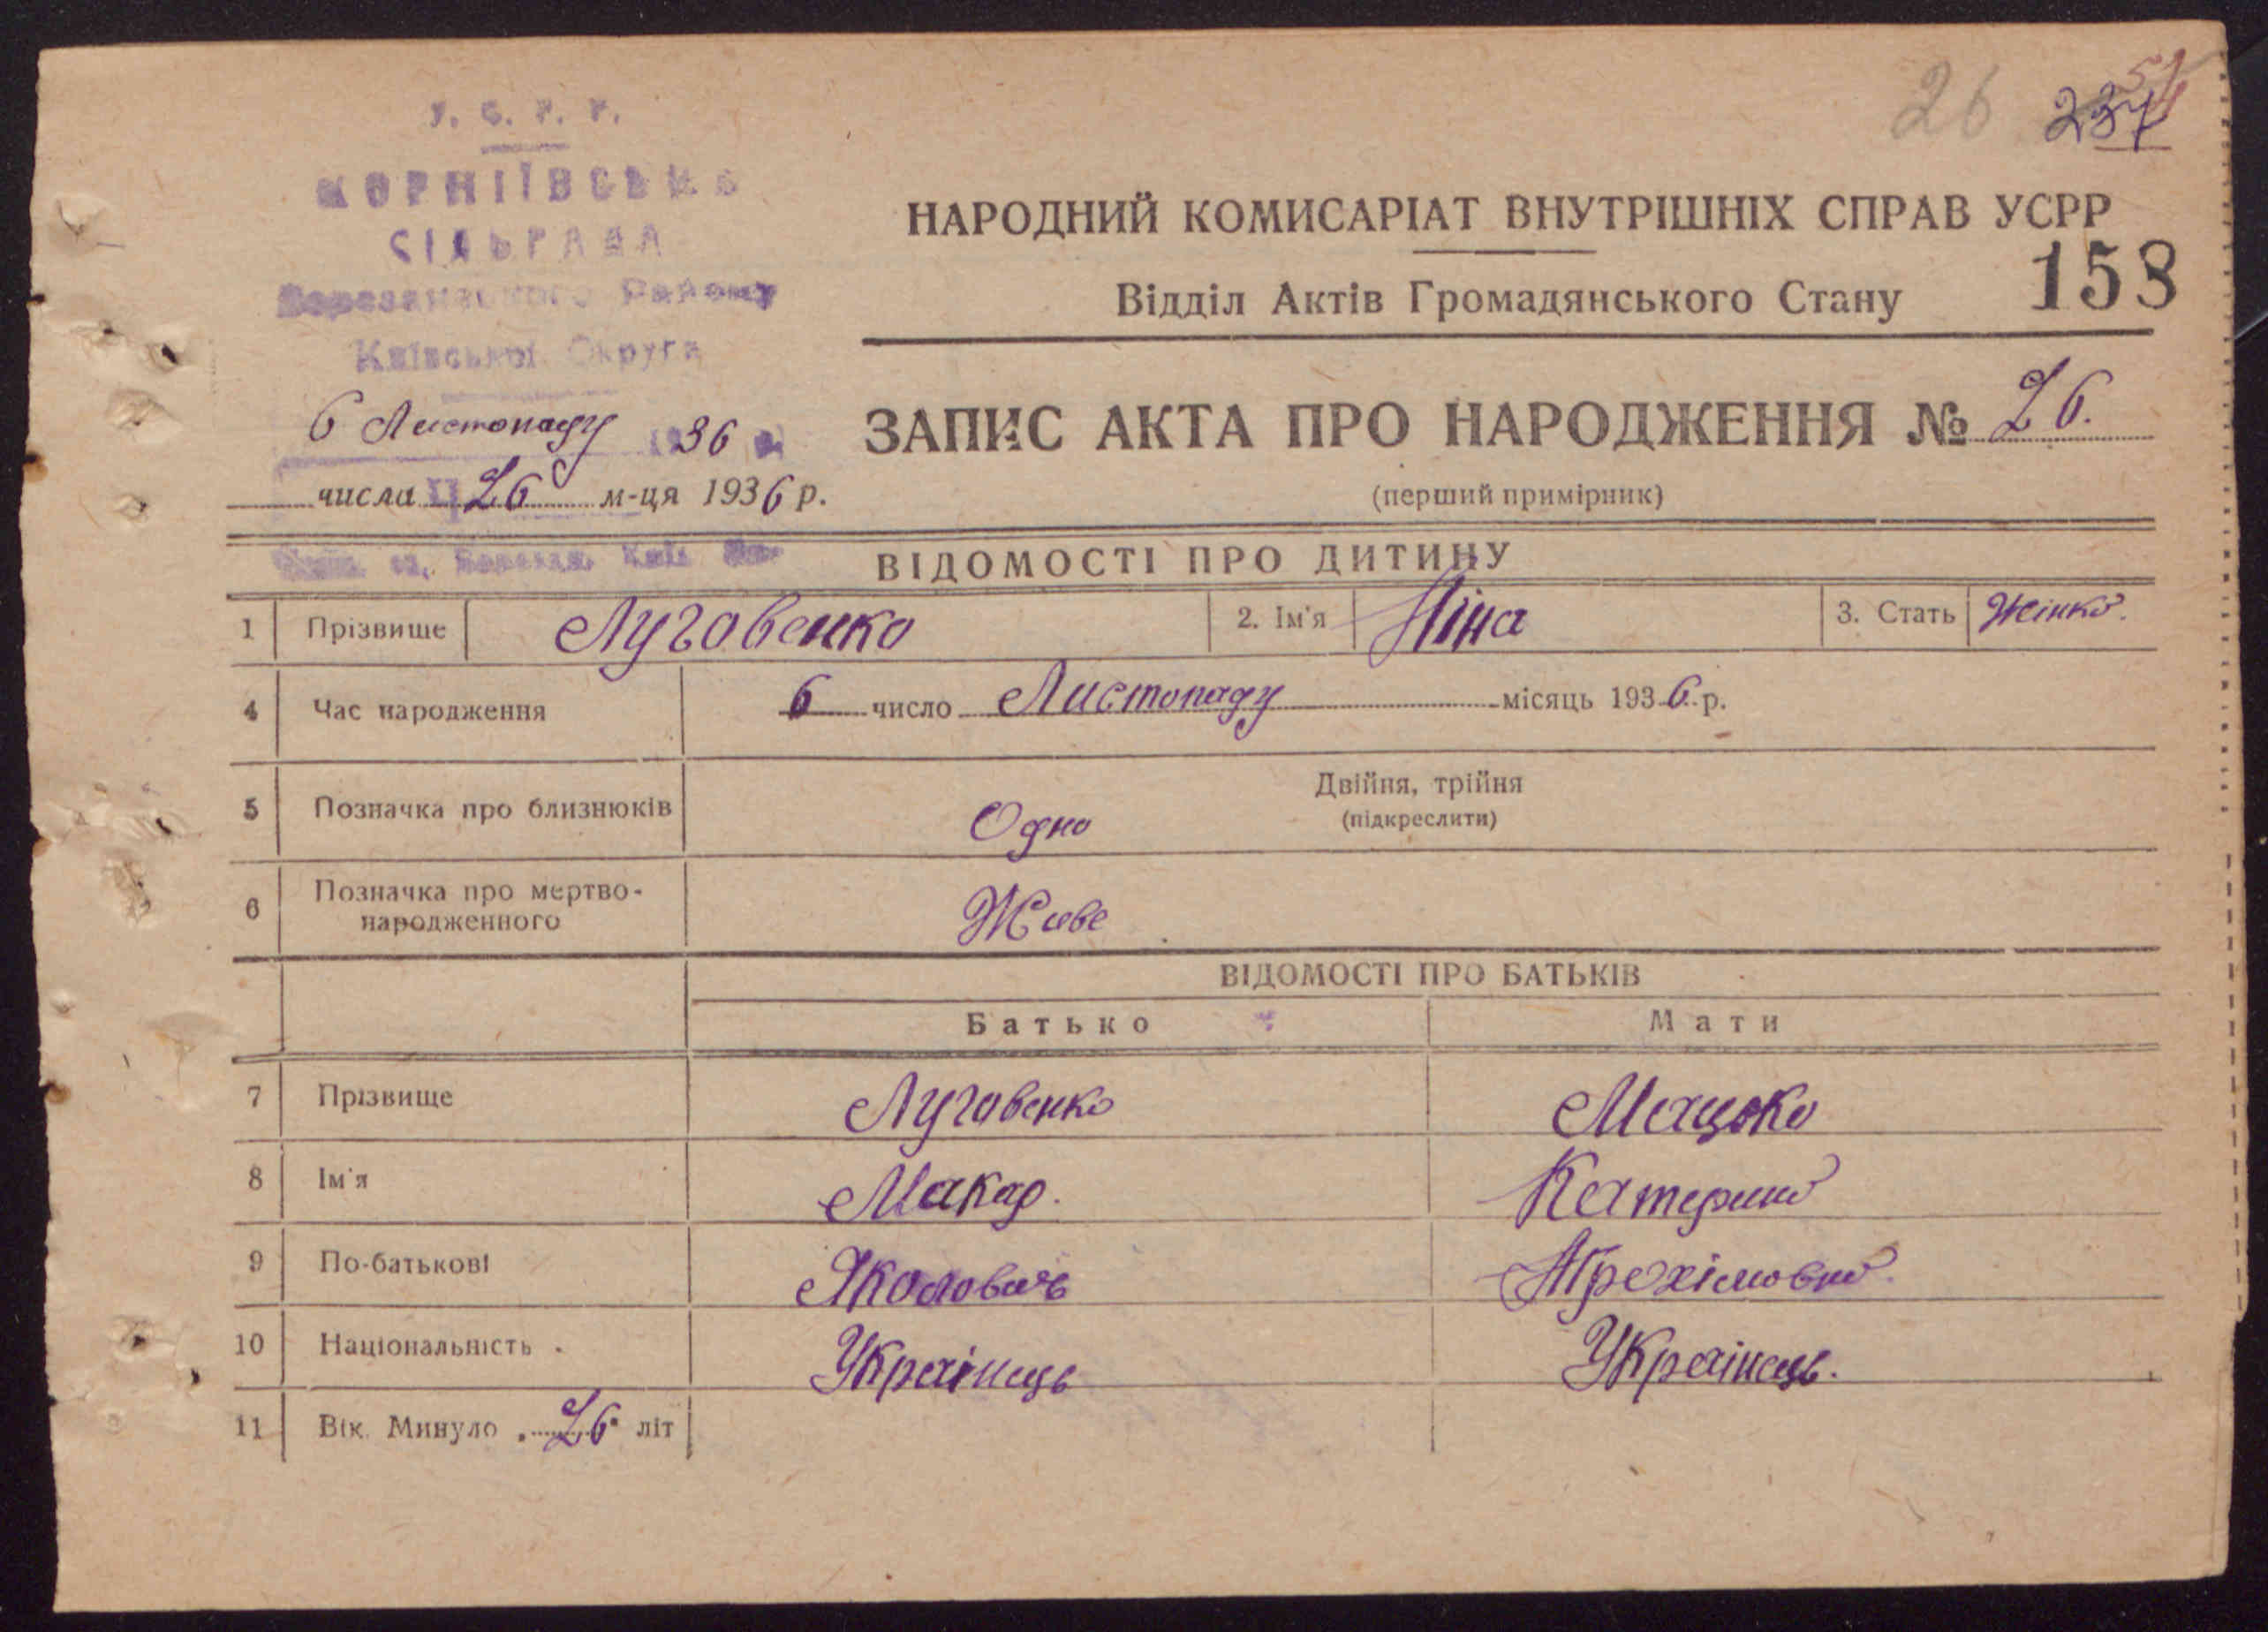 26 237 51
У. С. Р. Р.
КОРНІЇВСЬКА
СІЛЬРАДА
Березанського Району
Київської Округи
6 Листопаду 1936 р.
числа 26 м-ця 1936 р.
НАРОДНИЙ КОМИСАРІАТ ВНУТРІШНІХ СПРАВ УСРР
Відділ Актів Громадянського Стану 158
ЗАПИС АКТА ПРО НАРОДЖЕННЯ № 26.
(перший примірник)
ВІДОМОСТІ ПРО ДИТИНУ
1 Прізвище Луговенко 2. Ім'я Ніна 3. Стать Жінка.
4 Час народження 6 число Листопаду місяць 1936 р.
5 Позначка про близнюків Одно Двійня, трійня
(підкреслити)
6 Позначка про мертво-
народженного Живе
ВІДОМОСТІ ПРО БАТЬКІВ
Батько Мати
7 Прізвище Луговенко Мацько
8 Ім'я Макар. Катерина
9 По-батькові Трохімовна.
10 Національність . Українець Українець.
11 Вік. Минуло . 26 літ